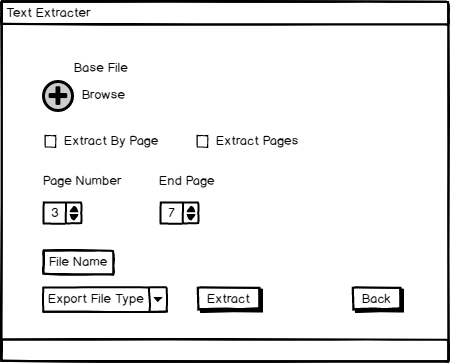 Text Extracter
Base File
Browse
Extract By Page
Extract Pages
Page Number
End Page
3
7
File Name
Export File Type
Extract
Back